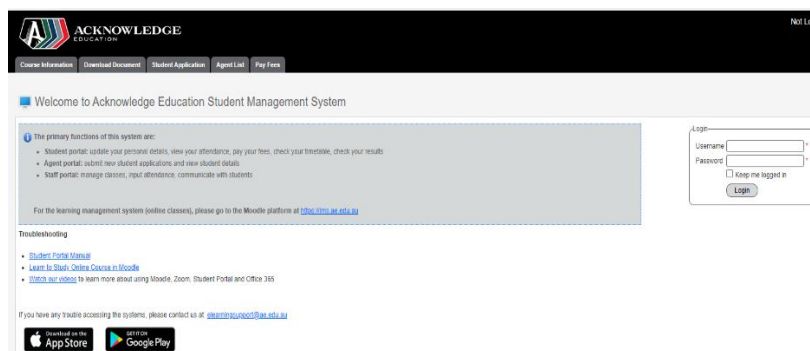 ACKNOWLEDGE
EDUCATION
Not Lo
Course Information Download Document Student Application Agent List Pay Fees
Welcome to Acknowledge Education Student Management System
The primary functions of this system are:
Student portal: update your personal details, view your attendance, pay your fees, check your timetable, check your results
Agent portal: submit new student applications and view student details
Staff portal: manage classes, input attendance, communicate with students
For the learning management system (online classes), please go to the Moodle platform at https://lms.ae.edu.au
Login
Username *
Password *
Keep me logged in
Login
Troubleshooting
Student Portal Manual
Learn to Study Online Course in Moodle
Watch our videos to learn more about using Moodle, Zoom, Student Portal and Office 365
If you have any trouble accessing the systems, please contact us at elearningsupport@ae.edu.au
Download on the
App Store
GET IT ON
Google Play